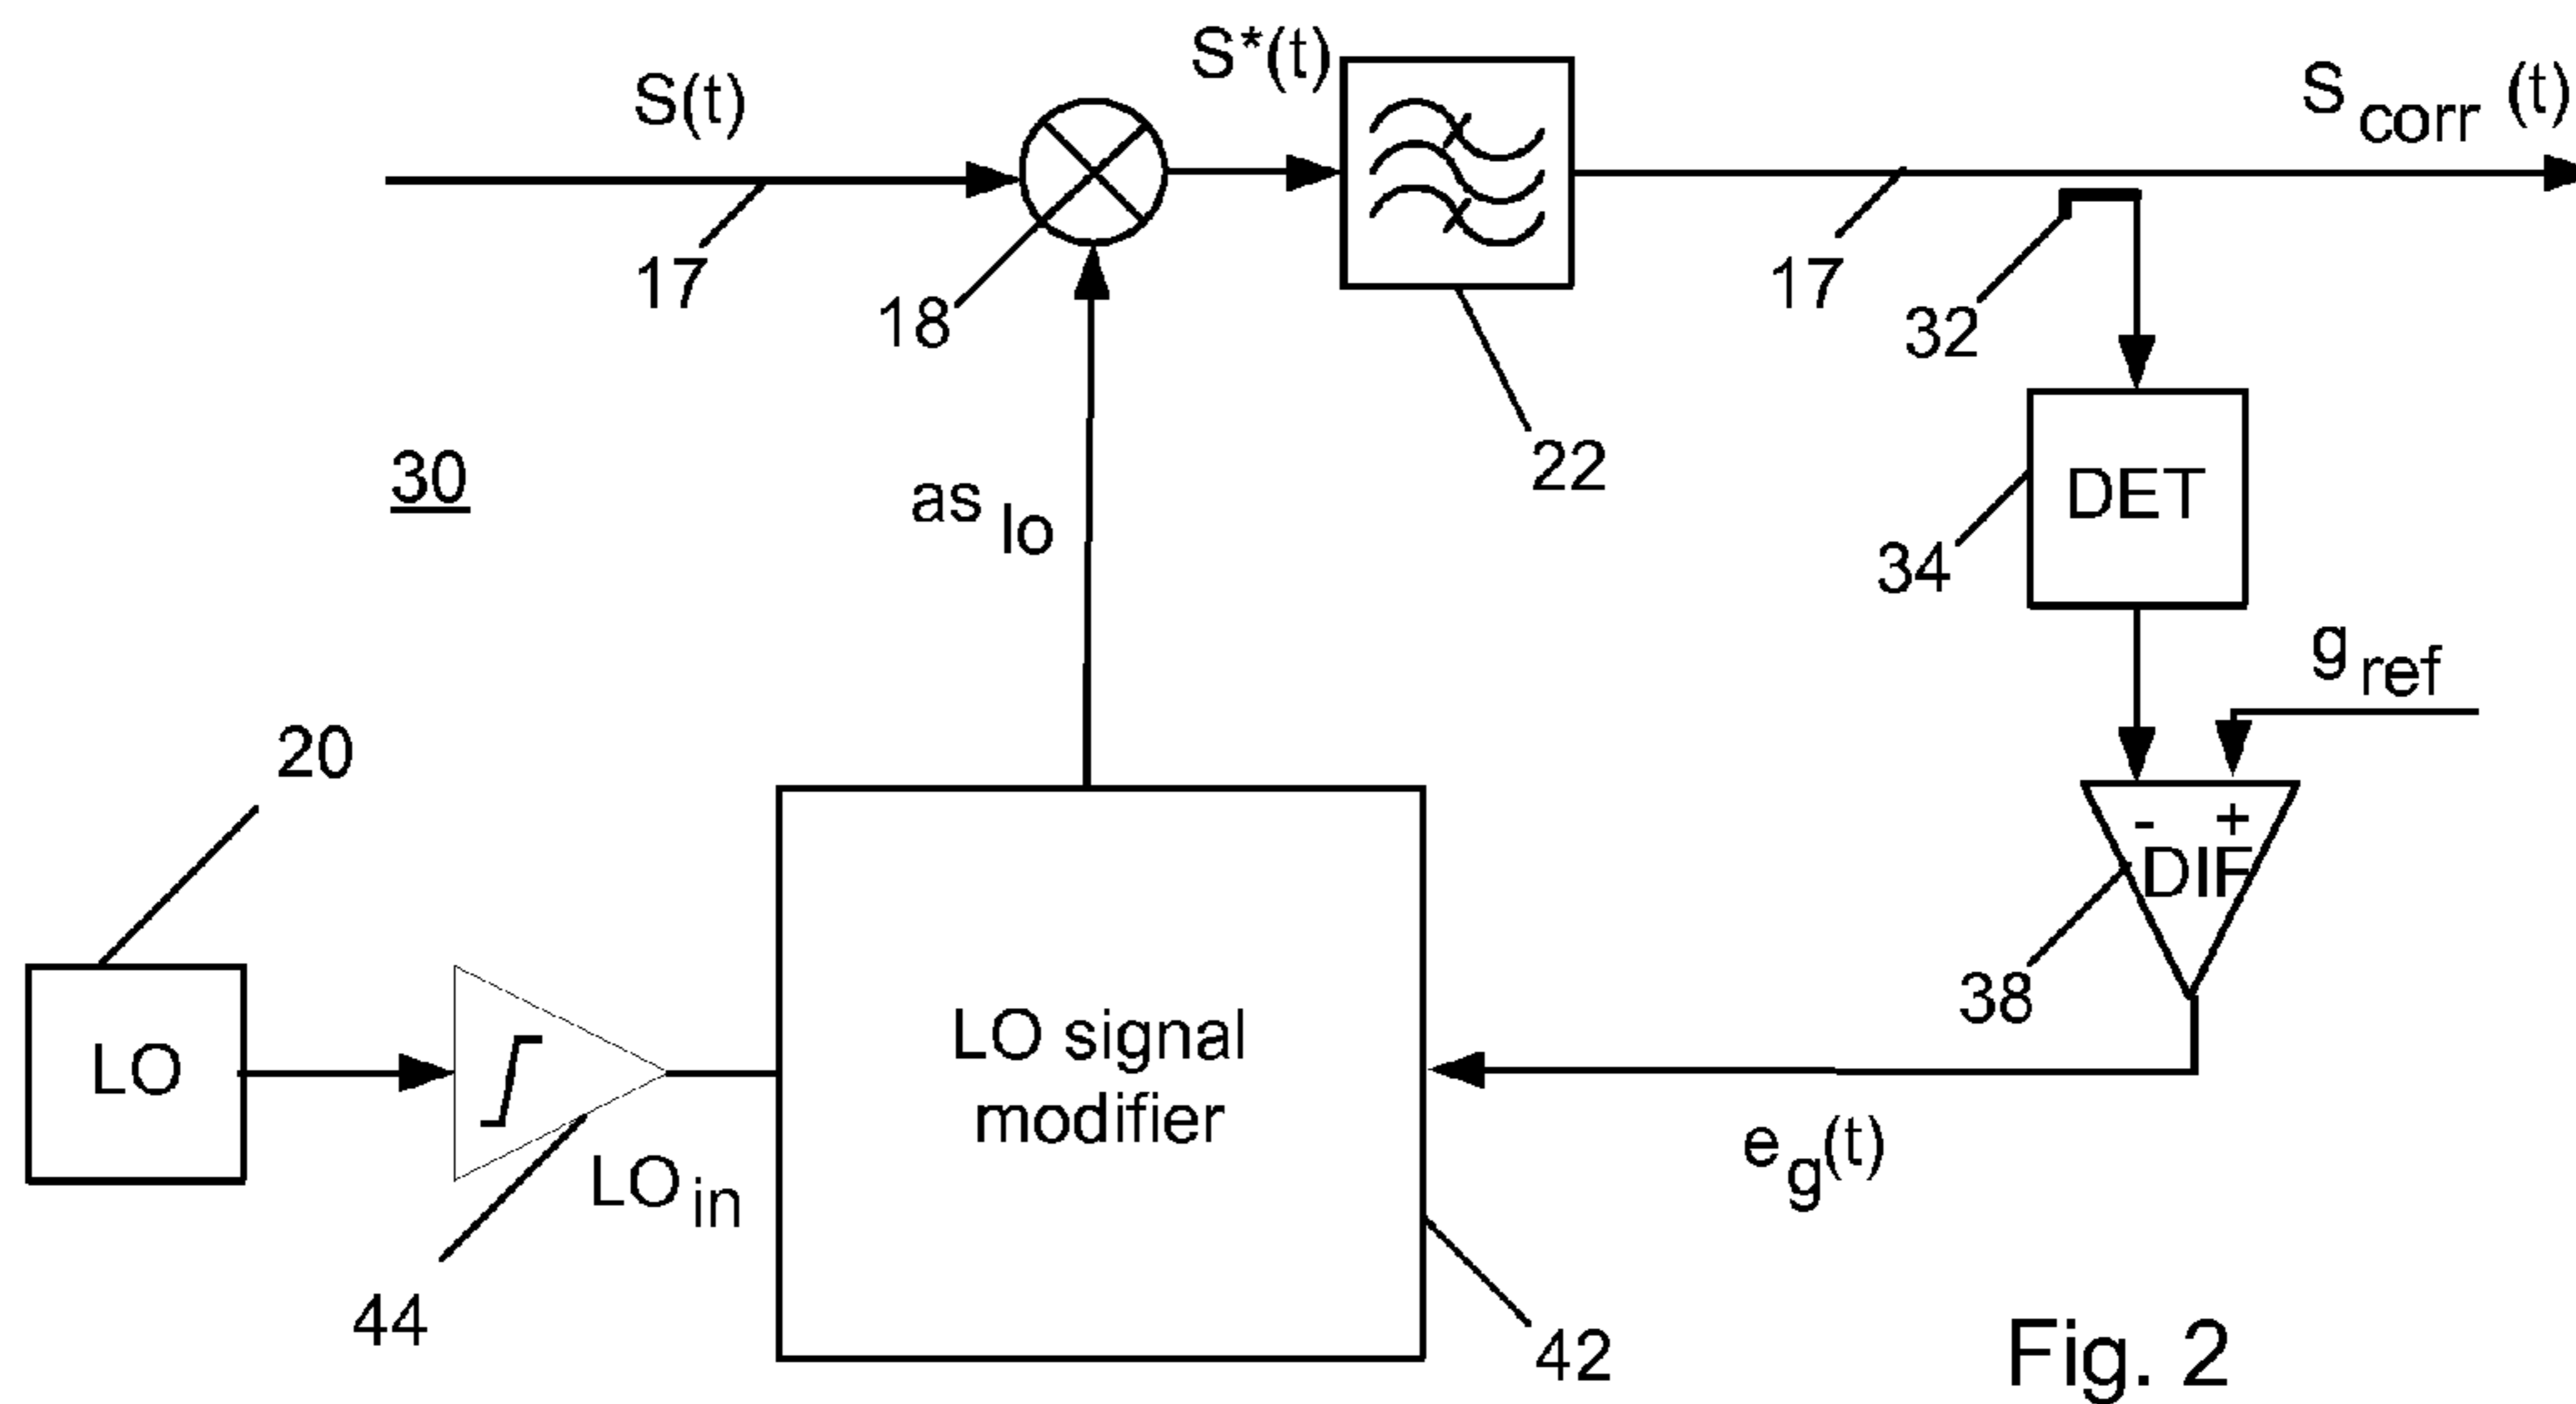 S(t)
S*(t)
S corr (t)
17
18
22
17
32
30
as lo
DET
34
g ref
20
- +
DIF
38
LO
LO in
44
LO signal
modifier
e g (t)
42
Fig. 2